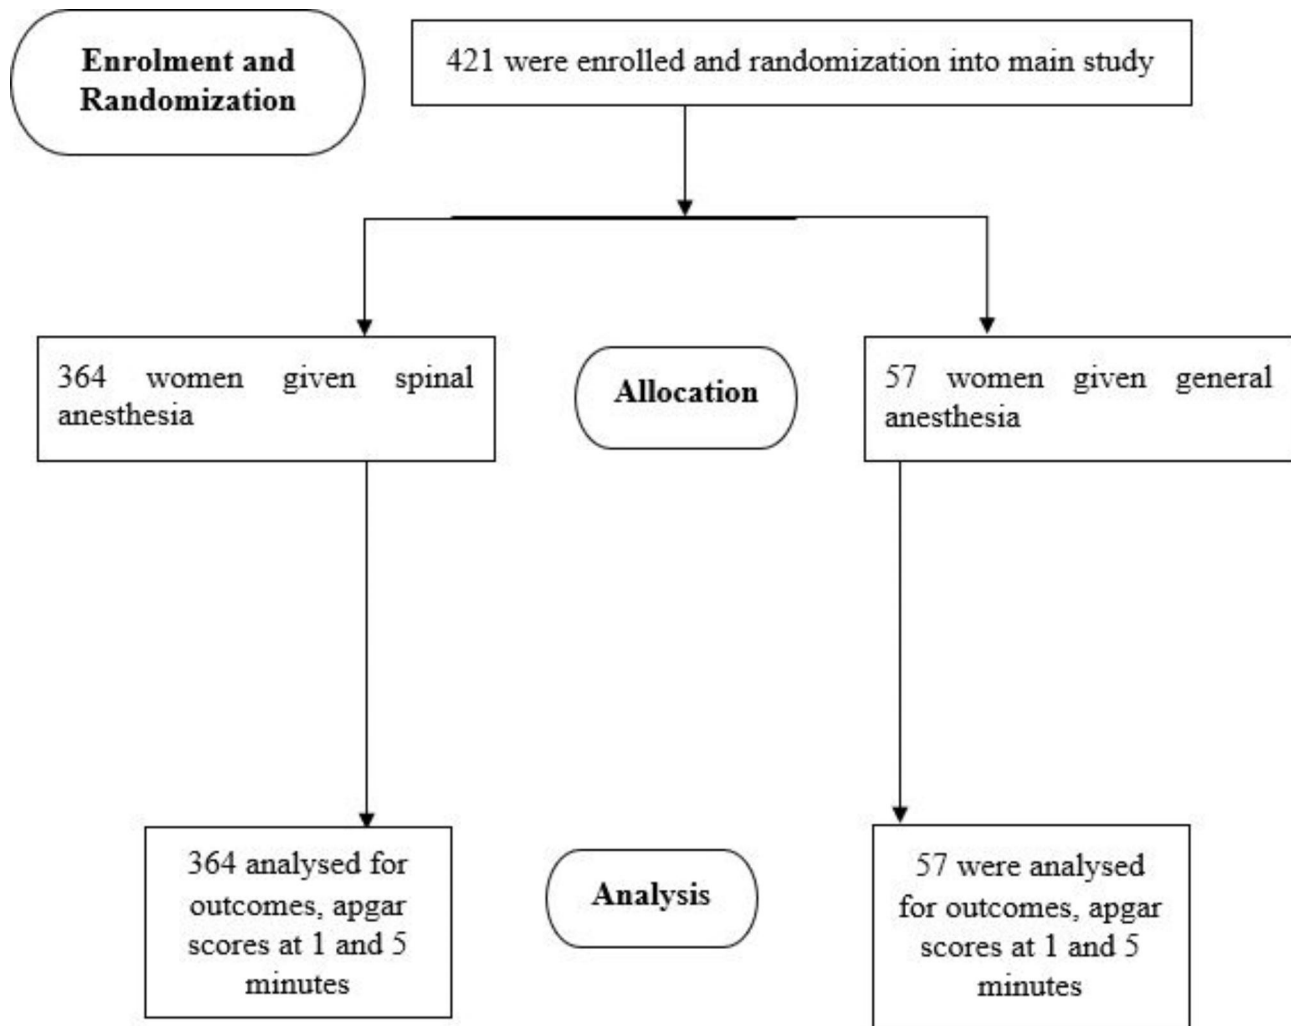 Enrolment and
Randomization
421 were enrolled and randomization into main study
364 women given spinal
anesthesia
Allocation
57 women given general
anesthesia
364 analysed for
outcomes, apgar
scores at 1 and 5
minutes
Analysis
57 were analysed
for outcomes, apgar
scores at 1 and 5
minutes